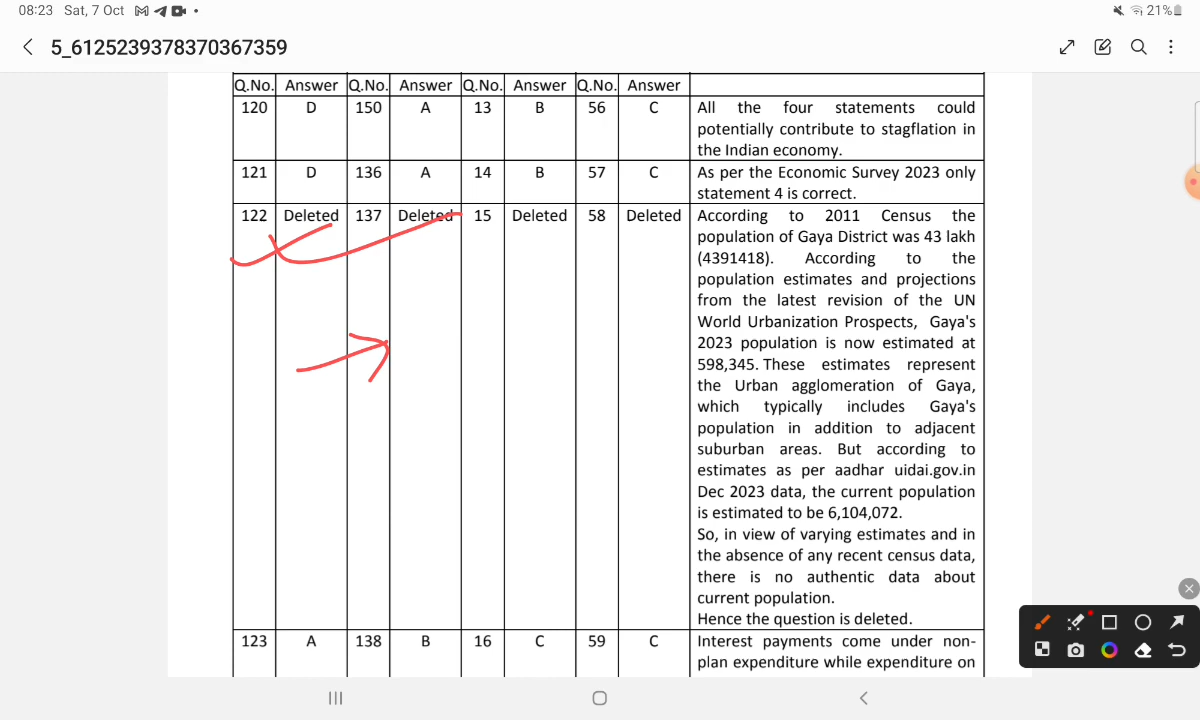 08:23 Sat, 7 Oct
21%
5_6125239378370367359
Q.No. Answer Q.No. Answer Q.No. Answer Q.No. Answer
120 D 150 A 13 B 56 C All the four statements could
potentially contribute to stagflation in
the Indian economy.
121 D 136 A 14 B 57 C As per the Economic Survey 2023 only
statement 4 is correct.
122 Deleted 137 Deleted 15 Deleted 58 Deleted According to 2011 Census the
population of Gaya District was 43 lakh
(4391418). According to the
population estimates and projections
from the latest revision of the UN
World Urbanization Prospects, Gaya's
2023 population is now estimated at
598,345. These estimates represent
the Urban agglomeration of Gaya,
which typically includes Gaya's
population in addition to adjacent
suburban areas. But according to
estimates as per aadhar uidai.gov.in
Dec 2023 data, the current population
is estimated to be 6,104,072.
So, in view of varying estimates and in
the absence of any recent census data,
there is no authentic data about
current population.
Hence the question is deleted.
123 A 138 B 16 C 59 C Interest payments come under non-
plan expenditure while expenditure on